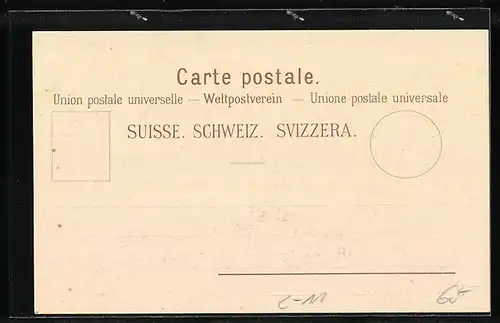 Carte postale.
Union postale universelle — Weltpostverein — Unione postale universale
SUISSE. SCHWEIZ. SVIZZERA.